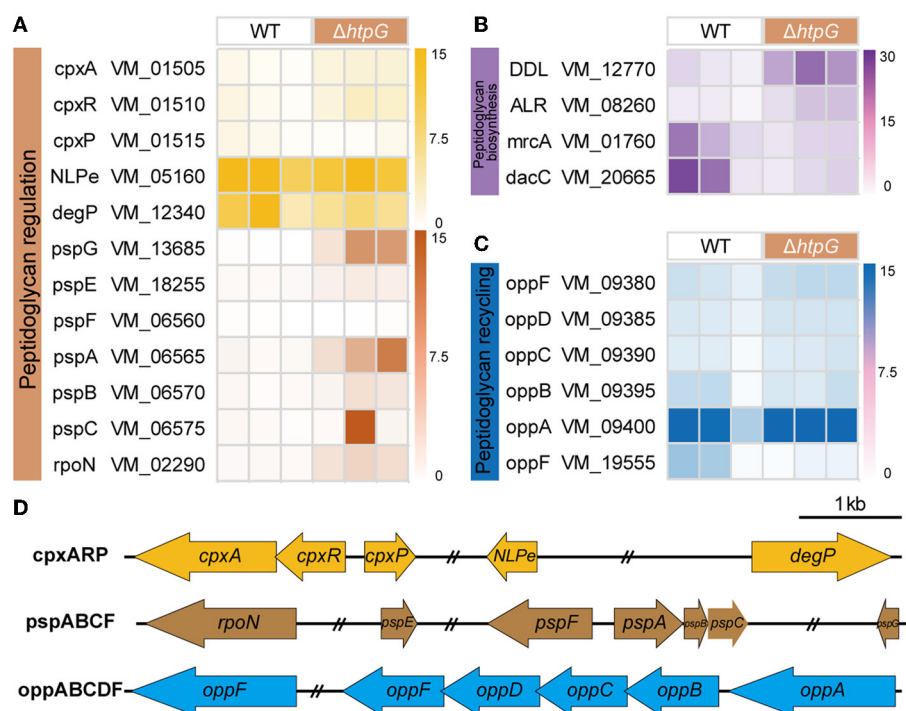 A
WT ΔhtpG
Peptidoglycan regulation
cpxA VM_01505
cpxR VM_01510
cpxP VM_01515
NLPe VM_05160
degP VM_12340
pspG VM_13685
pspE VM_18255
pspF VM_06560
pspA VM_06565
pspB VM_06570
pspC VM_06575
rpoN VM_02290
15
7.5
0
15
7.5
0
B
WT ΔhtpG
Peptidoglycan
biosynthesis
DDL VM_12770
ALR VM_08260
mrcA VM_01760
dacC VM_20665
30
15
0
C
WT ΔhtpG
Peptidoglycan recycling
oppF VM_09380
oppD VM_09385
oppC VM_09390
oppB VM_09395
oppA VM_09400
oppF VM_19555
15
7.5
0
D
1kb
cpxARP cpxA cpxR cpxP // NLPe // degP
pspABCF rpoN // pspE pspF pspA pspB pspC // pspG
oppABCDF oppF // oppF oppD oppC oppB oppA